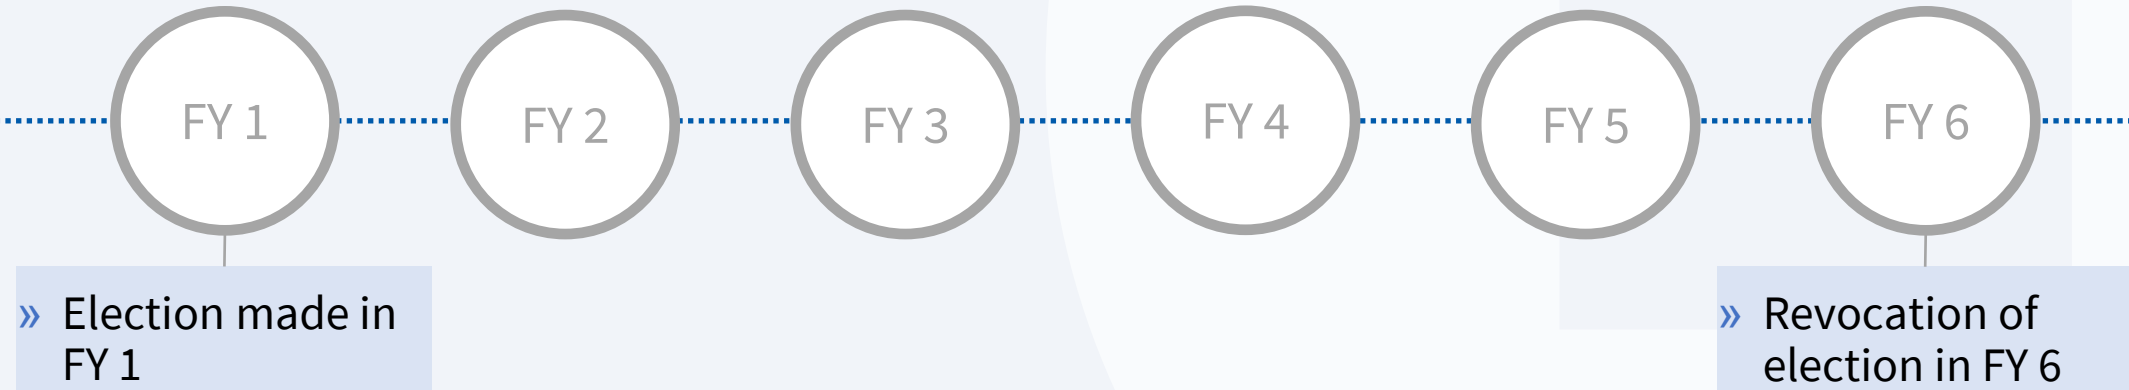 FY 1
FY 2
FY 3
FY 4
FY 5
FY 6
» Election made in
FY 1
» Revocation of
election in FY 6